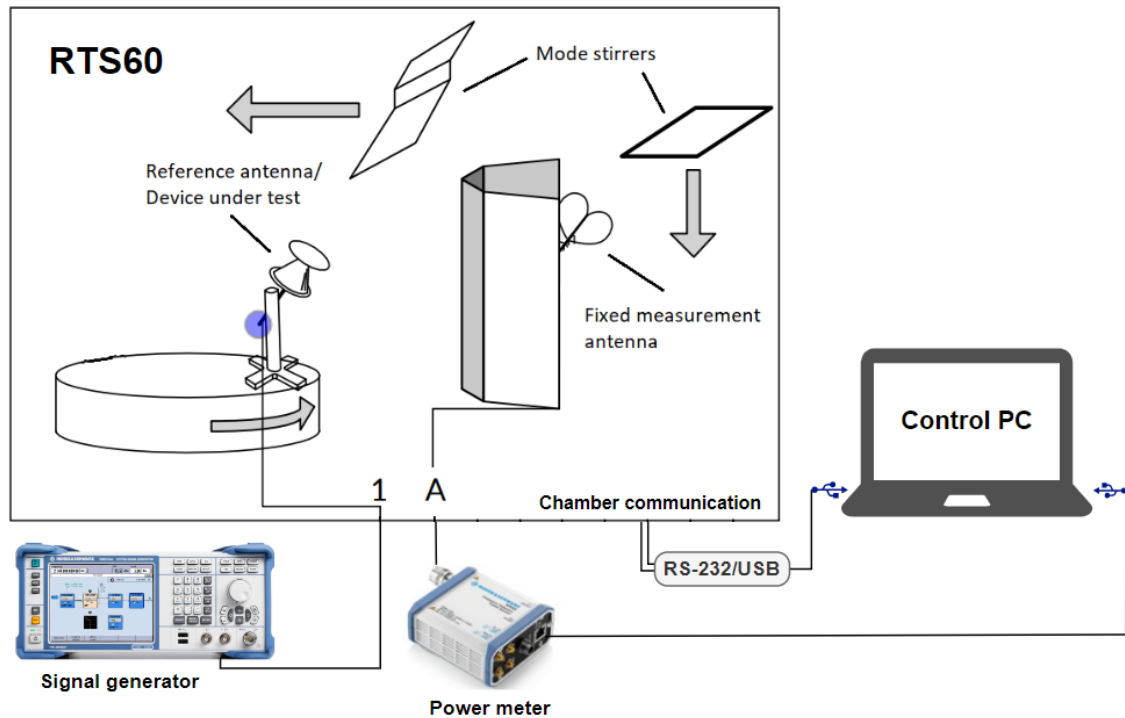 RTS60
Mode stirrers
Reference antenna/
Device under test
Fixed measurement
antenna
Control PC
1
A
Chamber communication
RS-232/USB
Signal generator
Power meter